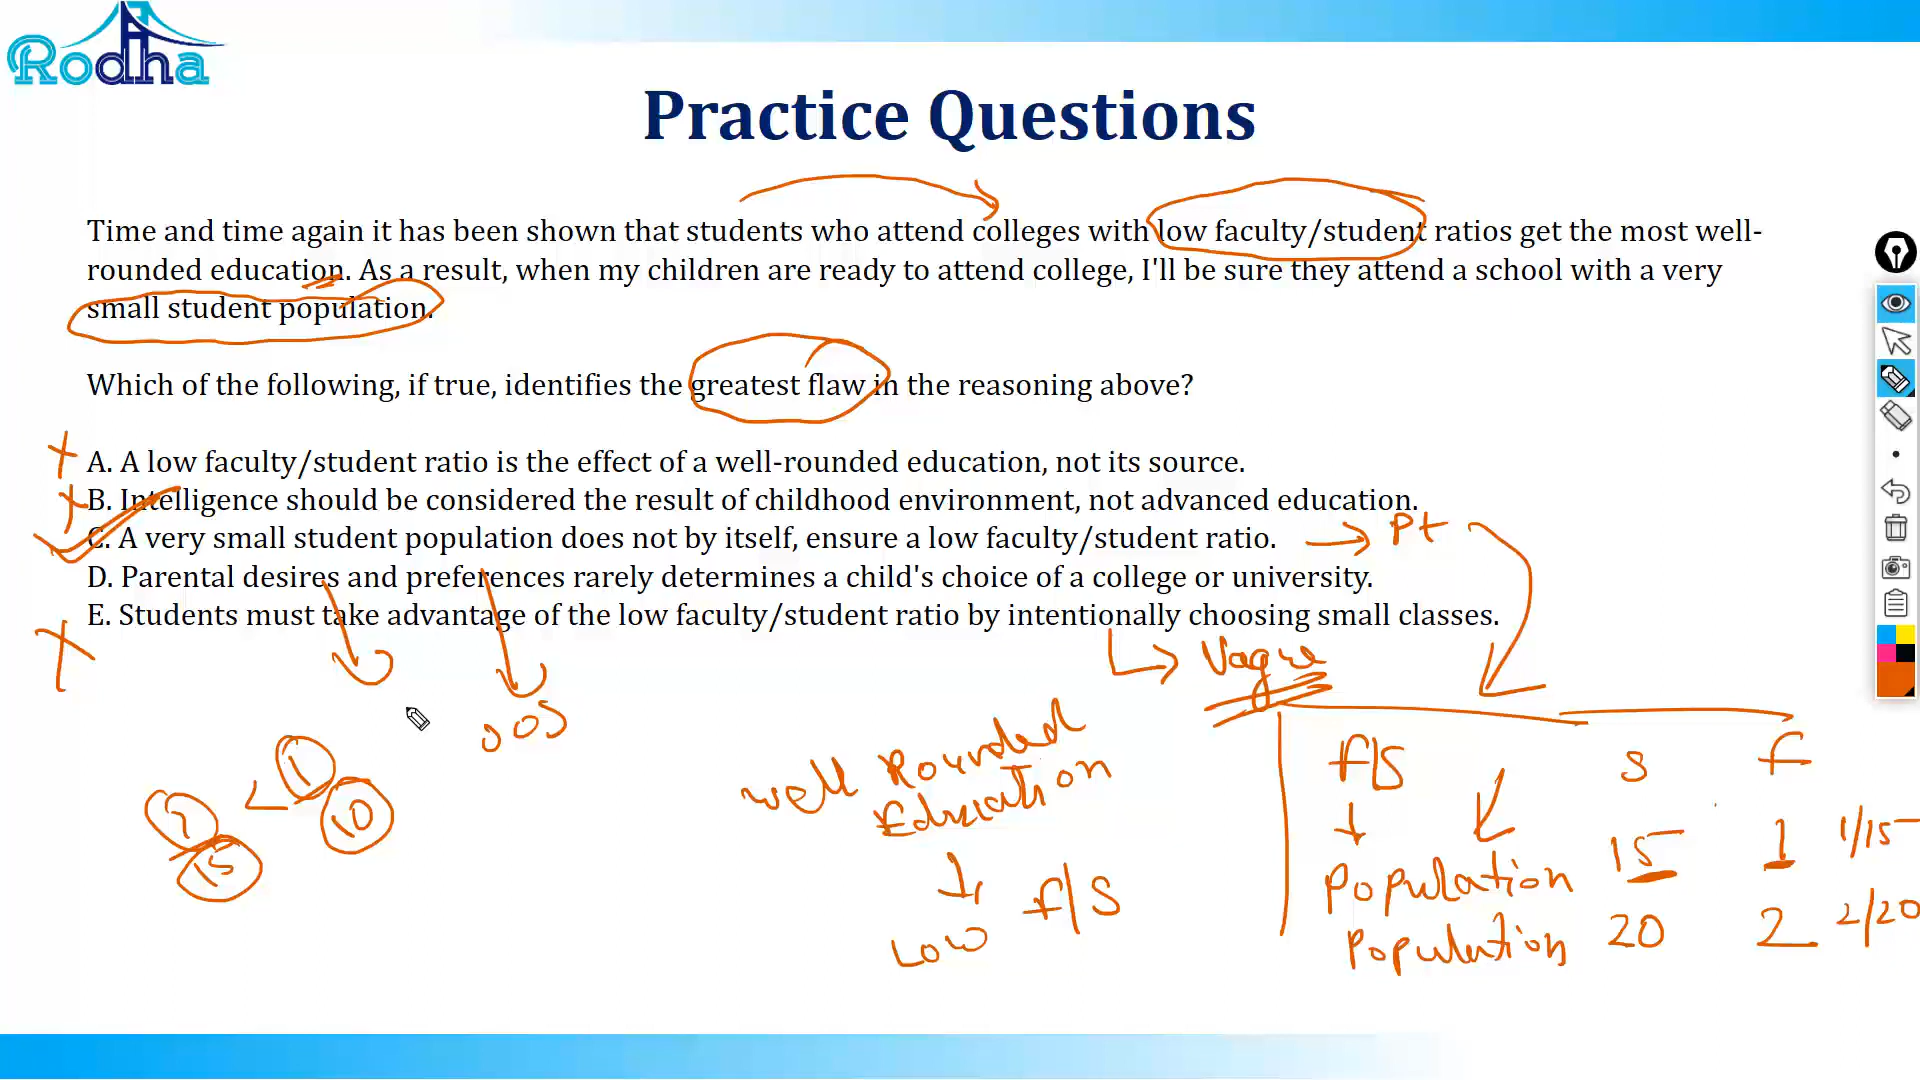 Rodha
Practice Questions
Time and time again it has been shown that students who attend colleges with low faculty/student ratios get the most well-
rounded education. As a result, when my children are ready to attend college, I'll be sure they attend a school with a very
small student population.
Which of the following, if true, identifies the greatest flaw in the reasoning above?
A. A low faculty/student ratio is the effect of a well-rounded education, not its source.
B. Intelligence should be considered the result of childhood environment, not advanced education.
C. A very small student population does not by itself, ensure a low faculty/student ratio.
Pt
D. Parental desires and preferences rarely determines a child's choice of a college or university.
E. Students must take advantage of the low faculty/student ratio by intentionally choosing small classes.
Vague
OOS
well Rounded
Education
Low f/S
f/S S f
Population 15 1 1/15
Population 20 2 2/20
1
15
<
1
10